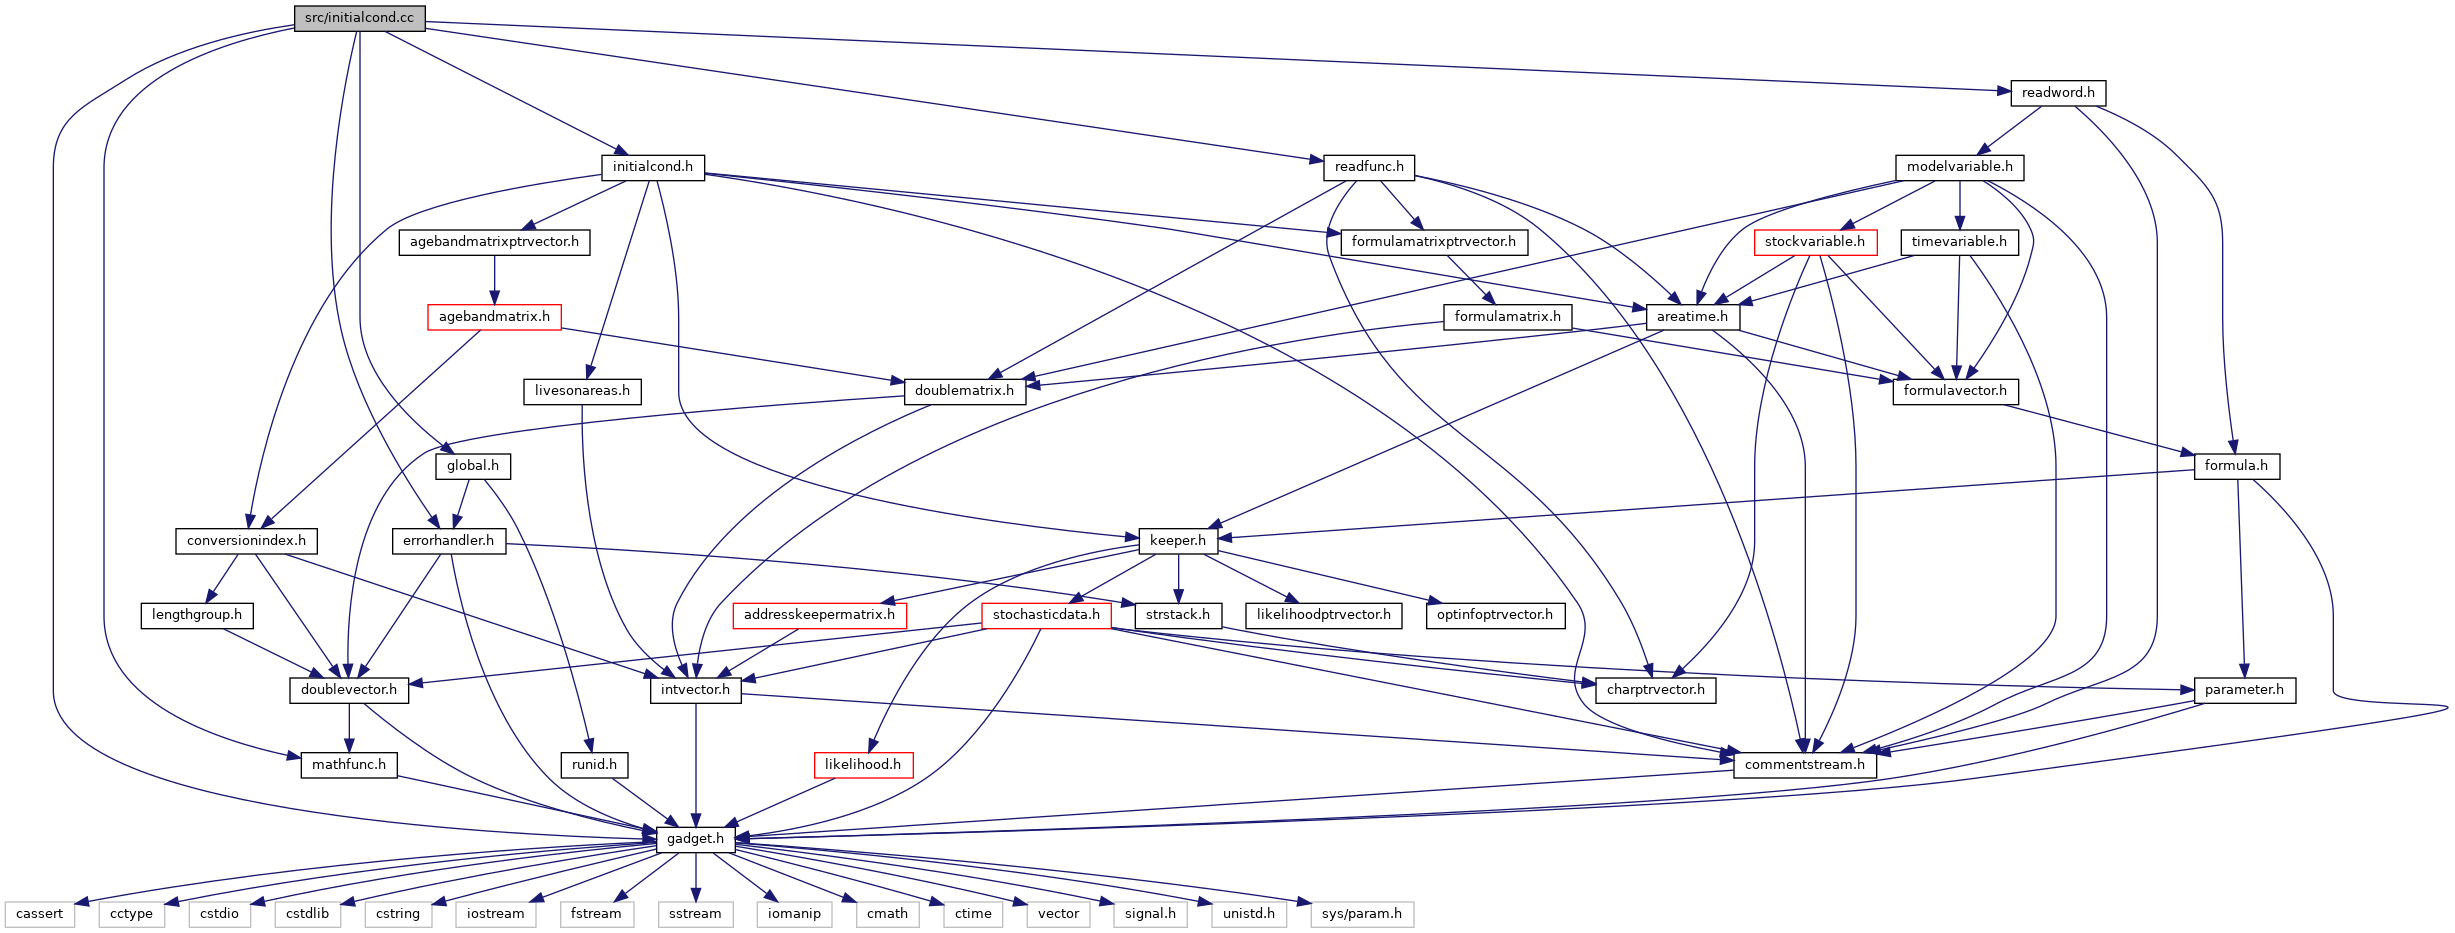 src/initialcond.cc
readword.h
initialcond.h
readfunc.h
modelvariable.h
agebandmatrixptrvector.h
formulamatrixptrvector.h
stockvariable.h
timevariable.h
agebandmatrix.h
formulamatrix.h
areatime.h
livesonareas.h
doublematrix.h
formulavector.h
global.h
formula.h
conversionindex.h
errorhandler.h
keeper.h
lengthgroup.h
addresskeepermatrix.h
stochasticdata.h
strstack.h
likelihoodptrvector.h
optinfoptrvector.h
doublevector.h
intvector.h
charptrvector.h
parameter.h
mathfunc.h
runid.h
likelihood.h
commentstream.h
gadget.h
cassert
cctype
cstdio
cstdlib
cstring
iostream
fstream
sstream
iomanip
cmath
ctime
vector
signal.h
unistd.h
sys/param.h